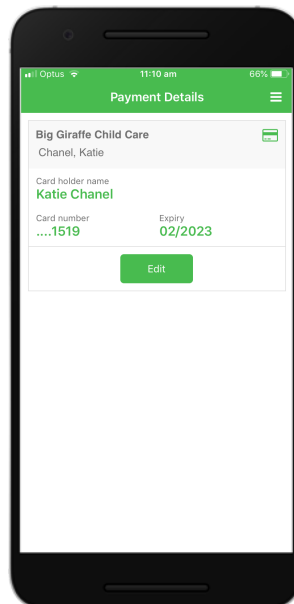 Optus 11:10 am 66%
Payment Details
Big Giraffe Child Care
Chanel, Katie
Card holder name
Katie Chanel
Card number Expiry
....1519 02/2023
Edit